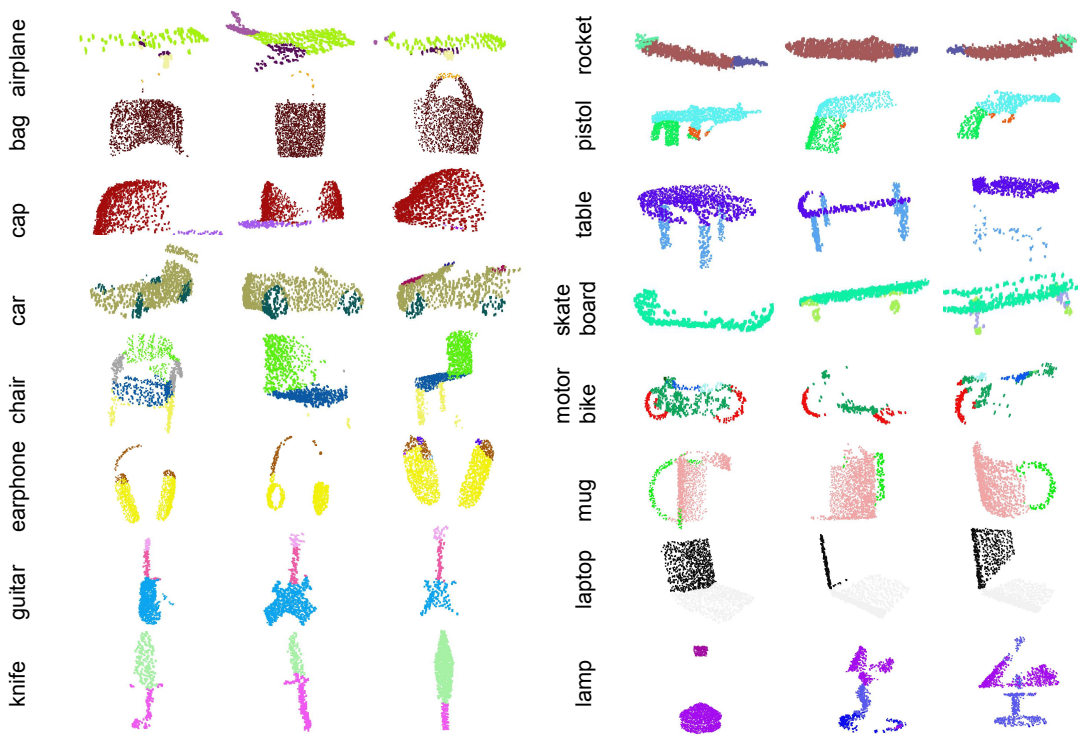 airplane
bag
cap
car
chair
earphone
guitar
knife
rocket
pistol
table
skate
board
motor
bike
mug
laptop
lamp